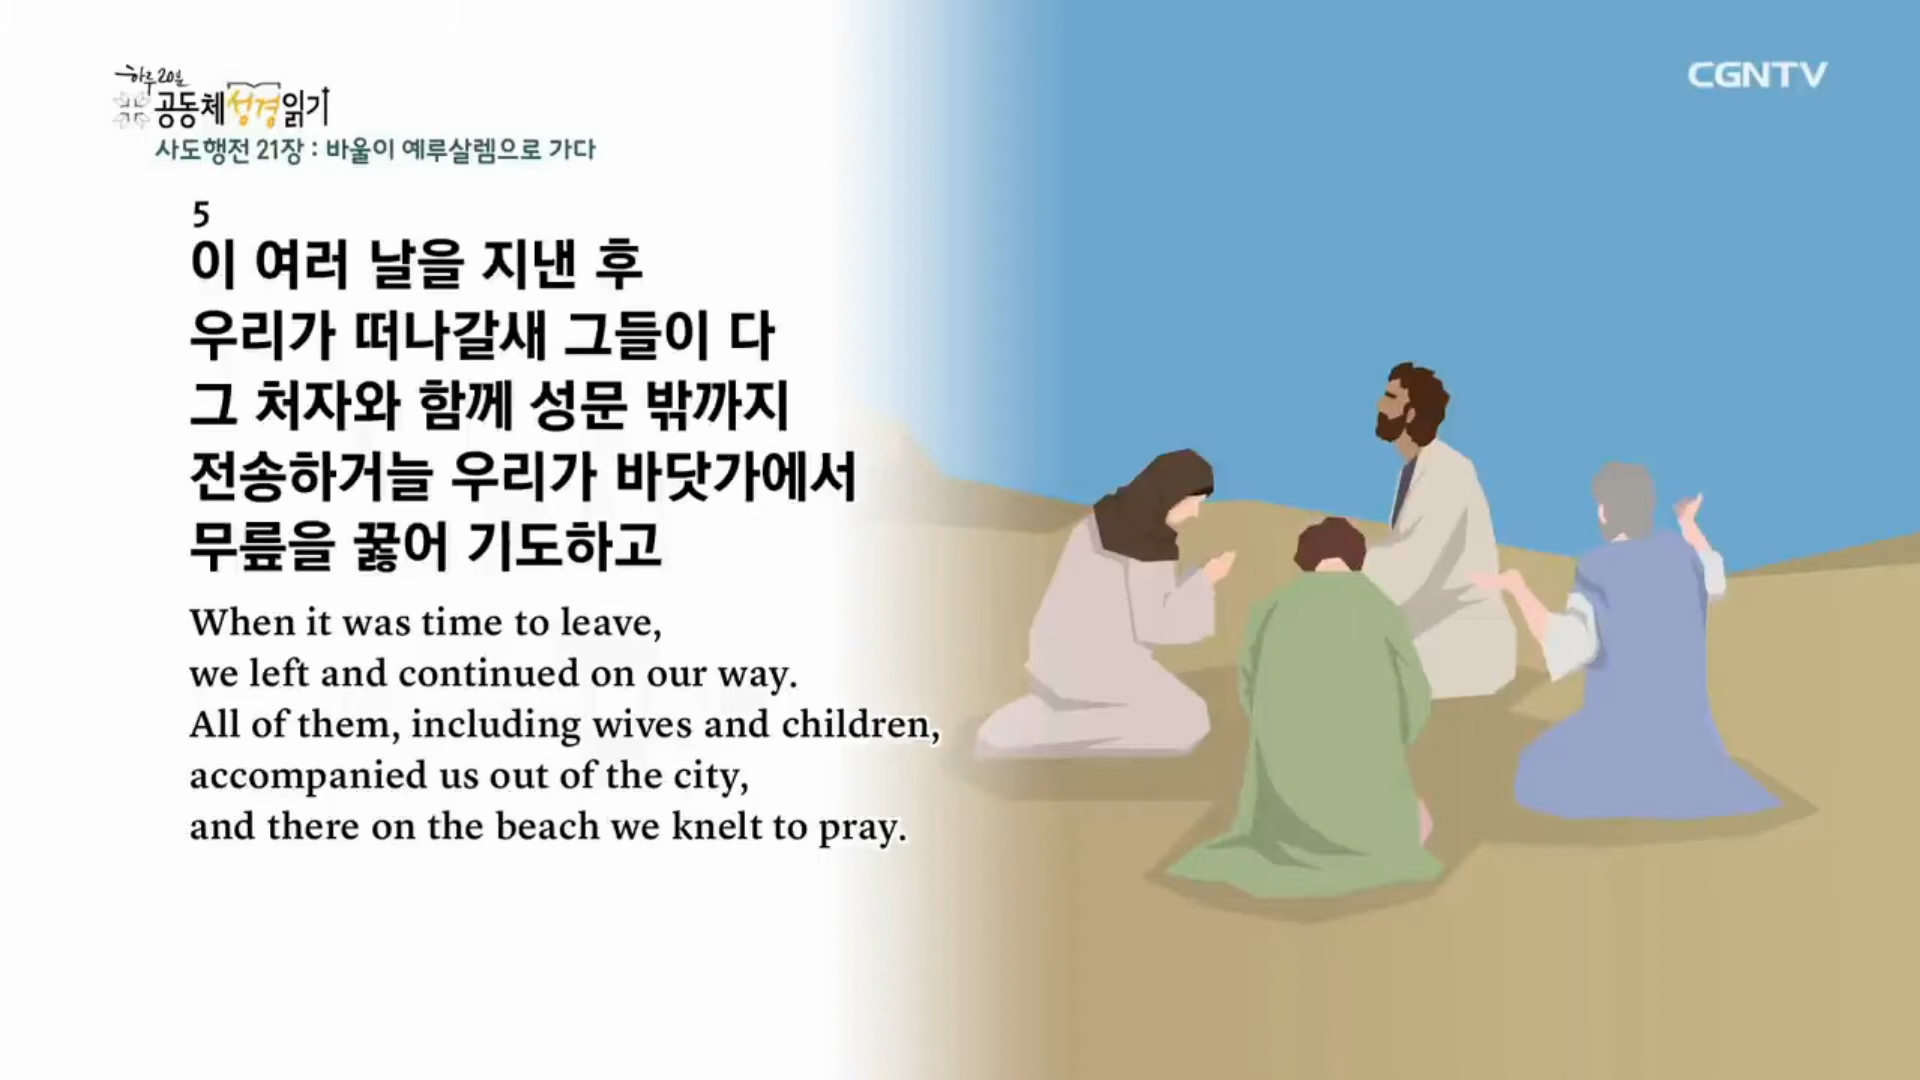 하루 20분
공동체성경읽기
CGNTV
사도행전 21장 : 바울이 예루살렘으로 가다
5
이 여러 날을 지낸 후
우리가 떠나갈새 그들이 다
그 처자와 함께 성문 밖까지
전송하거늘 우리가 바닷가에서
무릎을 꿇어 기도하고
When it was time to leave,
we left and continued on our way.
All of them, including wives and children,
accompanied us out of the city,
and there on the beach we knelt to pray.